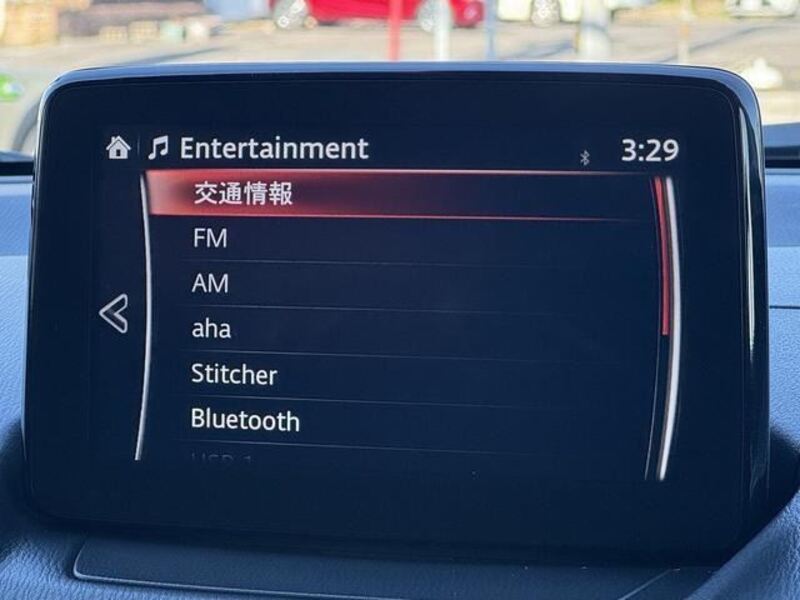 Entertainment 3:29
交通情報
FM
AM
aha
Stitcher
Bluetooth